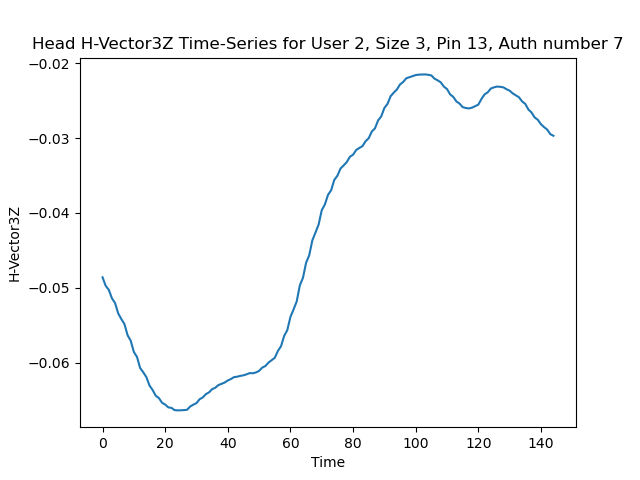 Head H-Vector3Z Time-Series for User 2, Size 3, Pin 13, Auth number 7
−0.02
−0.03
−0.04
−0.05
−0.06
H-Vector3Z
0 20 40 60 80 100 120 140
Time